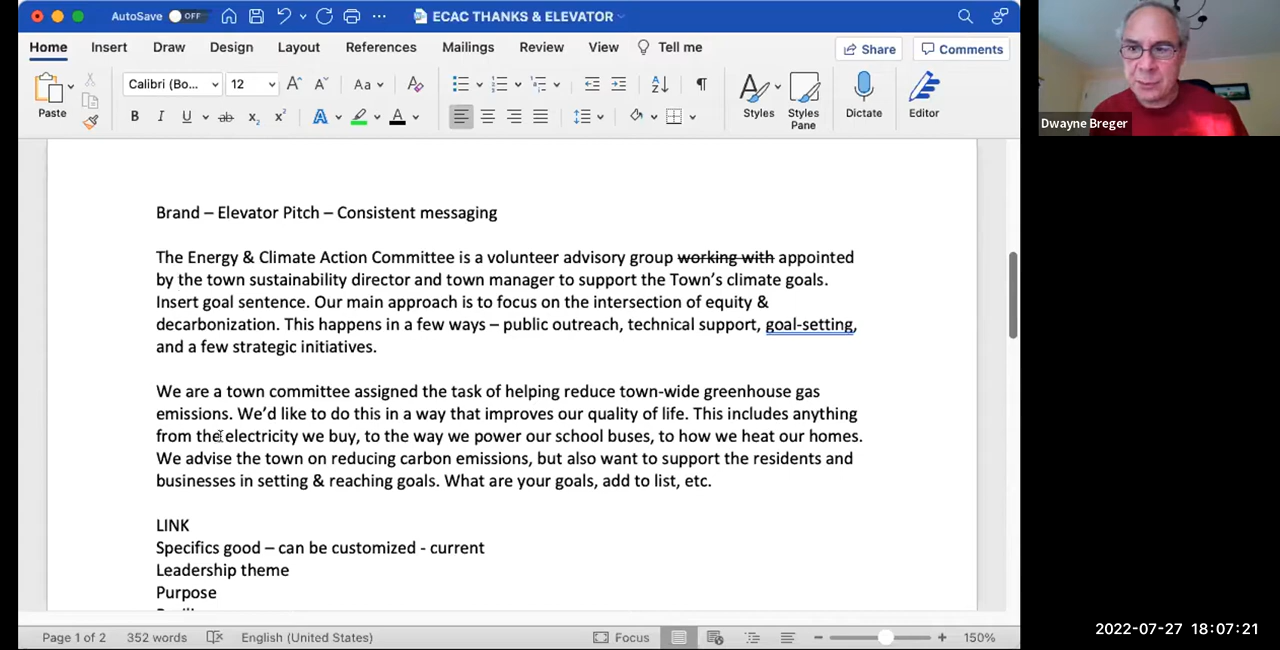 AutoSave OFF ECAC THANKS & ELEVATOR
Home Insert Draw Design Layout References Mailings Review View Tell me Share Comments
Calibri (Bo... 12 Aa
Paste Styles Styles Pane Dictate Editor
Dwayne Breger
Brand – Elevator Pitch – Consistent messaging
The Energy & Climate Action Committee is a volunteer advisory group working with appointed
by the town sustainability director and town manager to support the Town's climate goals.
Insert goal sentence. Our main approach is to focus on the intersection of equity &
decarbonization. This happens in a few ways – public outreach, technical support, goal-setting,
and a few strategic initiatives.
We are a town committee assigned the task of helping reduce town-wide greenhouse gas
emissions. We'd like to do this in a way that improves our quality of life. This includes anything
from the electricity we buy, to the way we power our school buses, to how we heat our homes.
We advise the town on reducing carbon emissions, but also want to support the residents and
businesses in setting & reaching goals. What are your goals, add to list, etc.
LINK
Specifics good – can be customized - current
Leadership theme
Purpose
Page 1 of 2 352 words English (United States) Focus 150%
2022-07-27 18:07:21